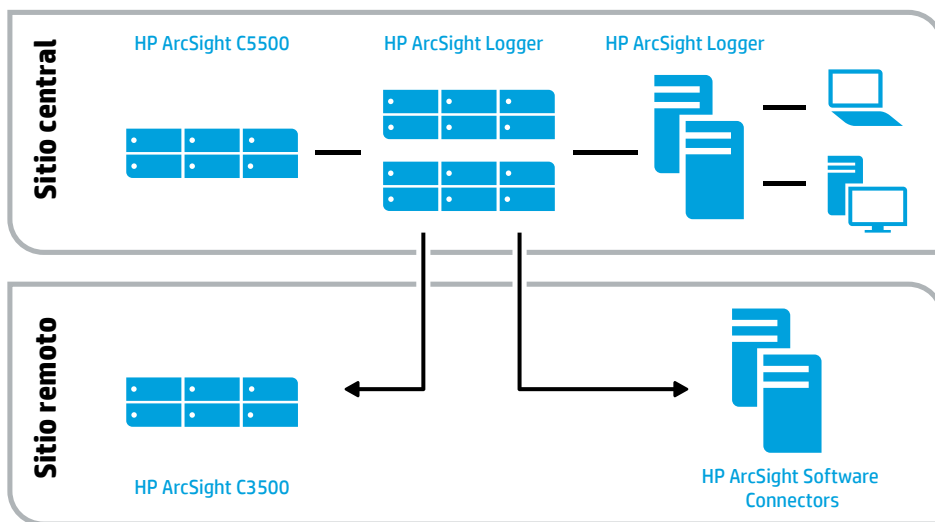 Sitio central
HP ArcSight C5500
HP ArcSight Logger
HP ArcSight Logger
Sitio remoto
HP ArcSight C3500
HP ArcSight Software
Connectors